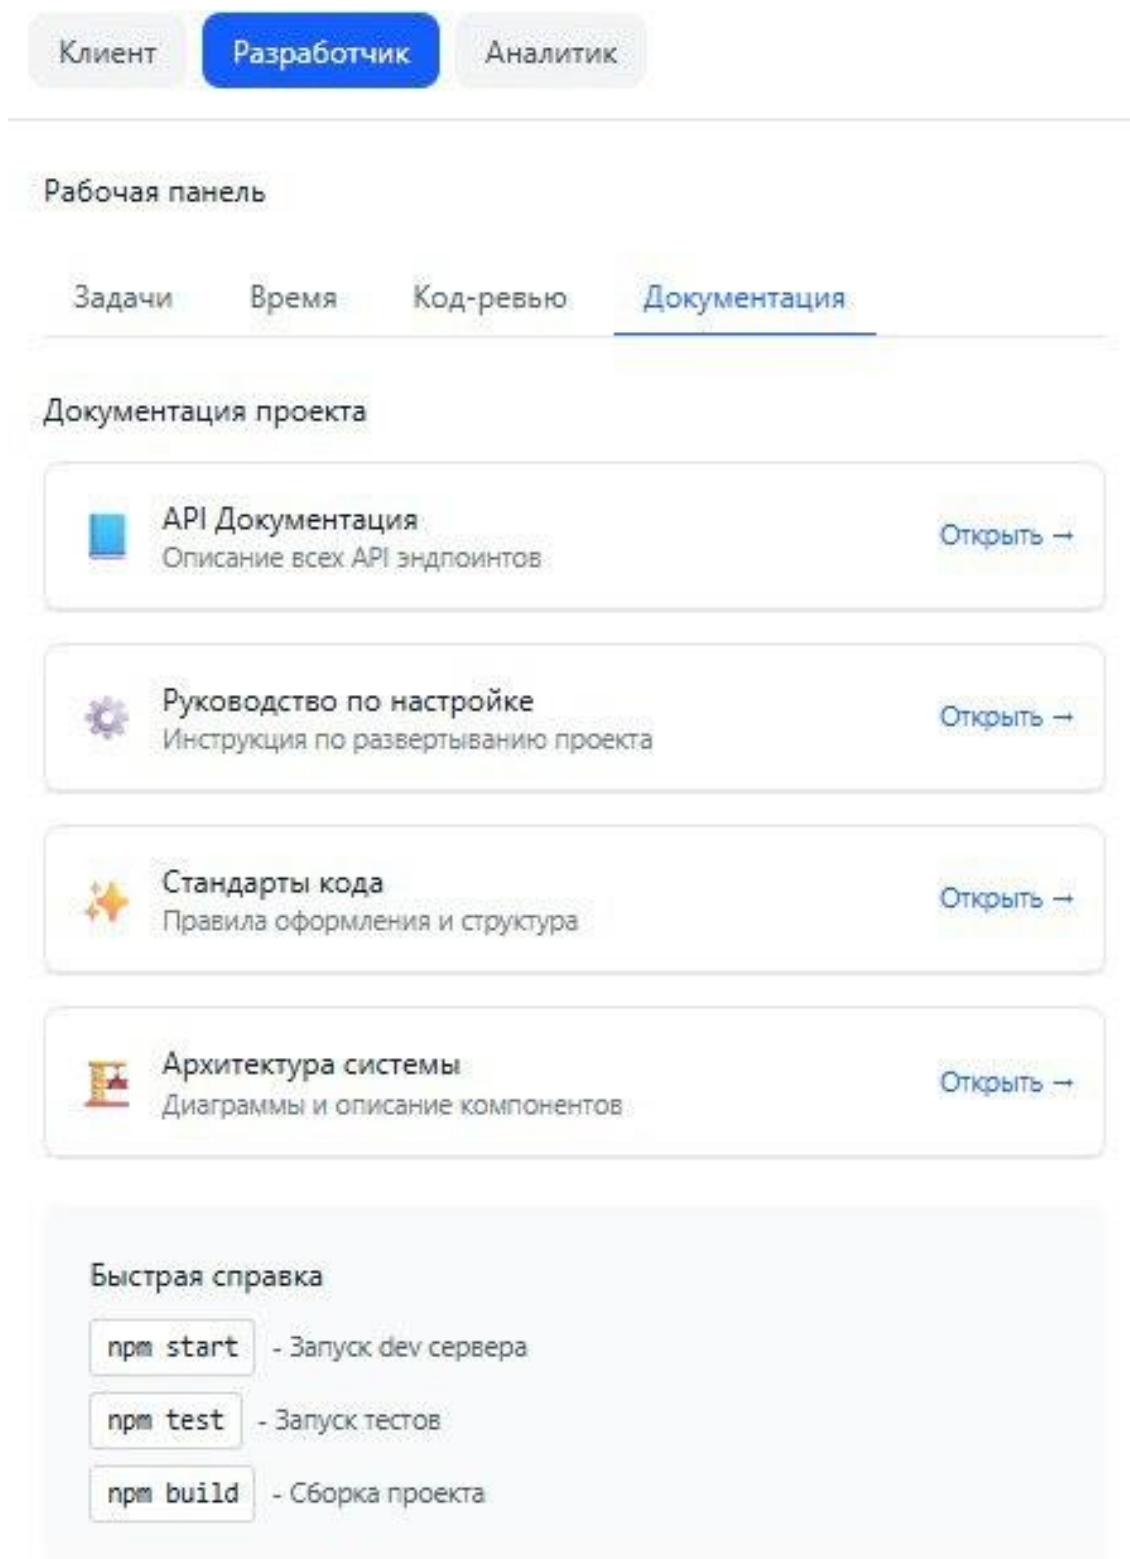 Клиент Разработчик Аналитик
Рабочая панель
Задачи Время Код-ревью Документация
Документация проекта
API Документация
Описание всех API эндпоинтов
Открыть →
Руководство по настройке
Инструкция по развертыванию проекта
Открыть →
Стандарты кода
Правила оформления и структура
Открыть →
Архитектура системы
Диаграммы и описание компонентов
Открыть →
Быстрая справка
npm start - Запуск dev сервера
npm test - Запуск тестов
npm build - Сборка проекта